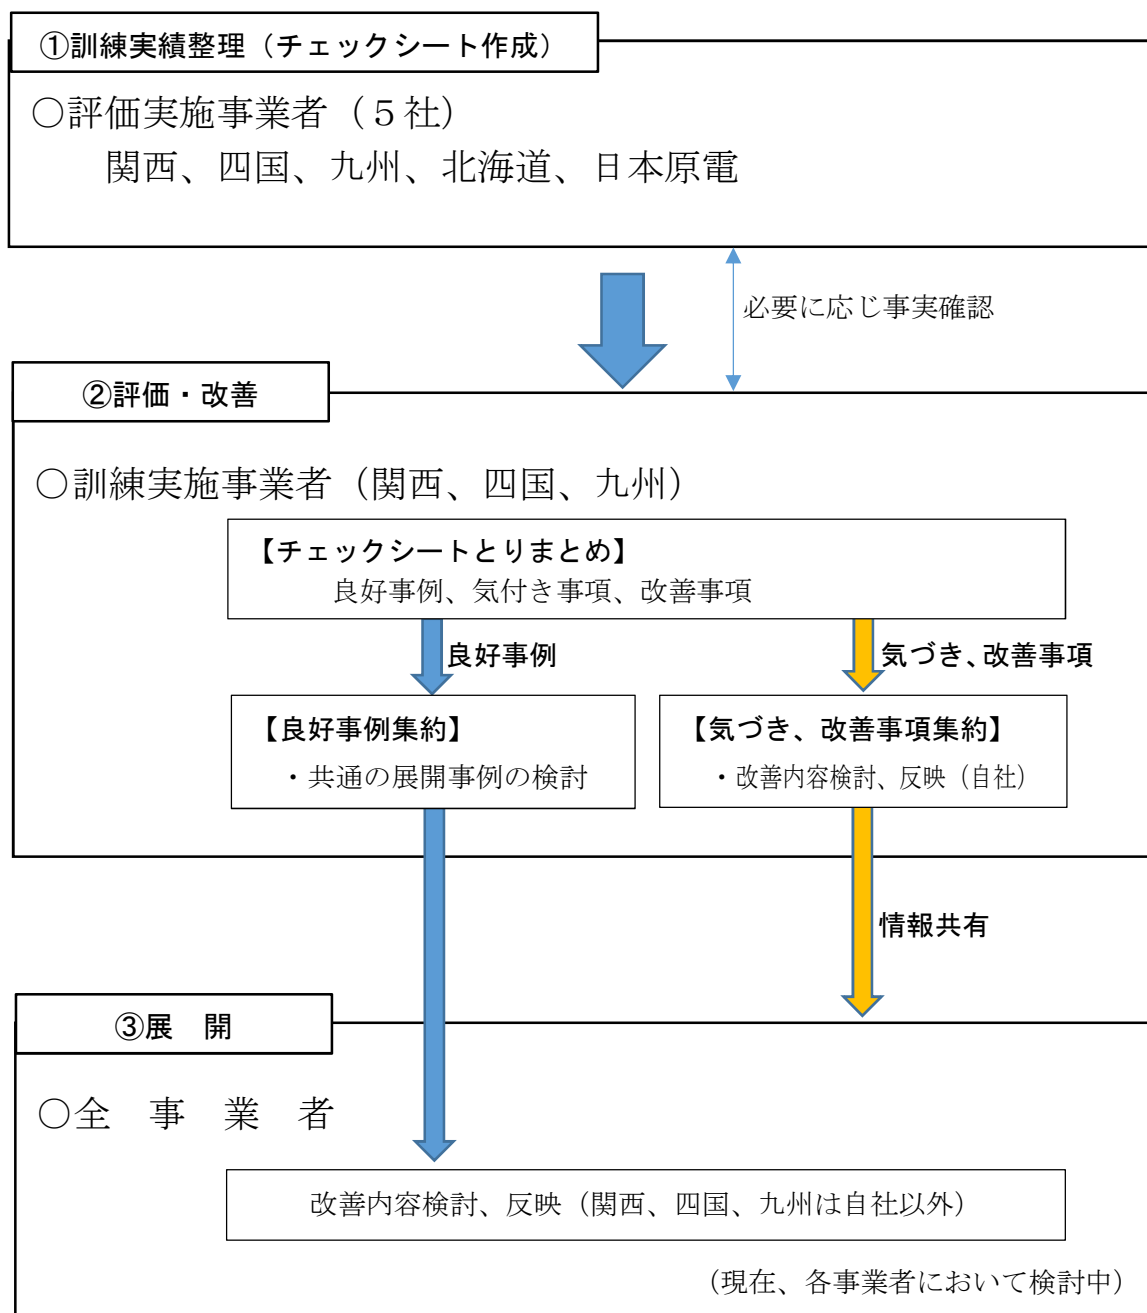 ①訓練実績整理（チェックシート作成）
○評価実施事業者（５社）
関西、四国、九州、北海道、日本原電
必要に応じ事実確認
②評価・改善
○訓練実施事業者（関西、四国、九州）
【チェックシートとりまとめ】
良好事例、気付き事項、改善事項
良好事例
気づき、改善事項
【良好事例集約】
・共通の展開事例の検討
【気づき、改善事項集約】
・改善内容検討、反映（自社）
情報共有
③展　開
○全　事　業　者
改善内容検討、反映（関西、四国、九州は自社以外）
（現在、各事業者において検討中）